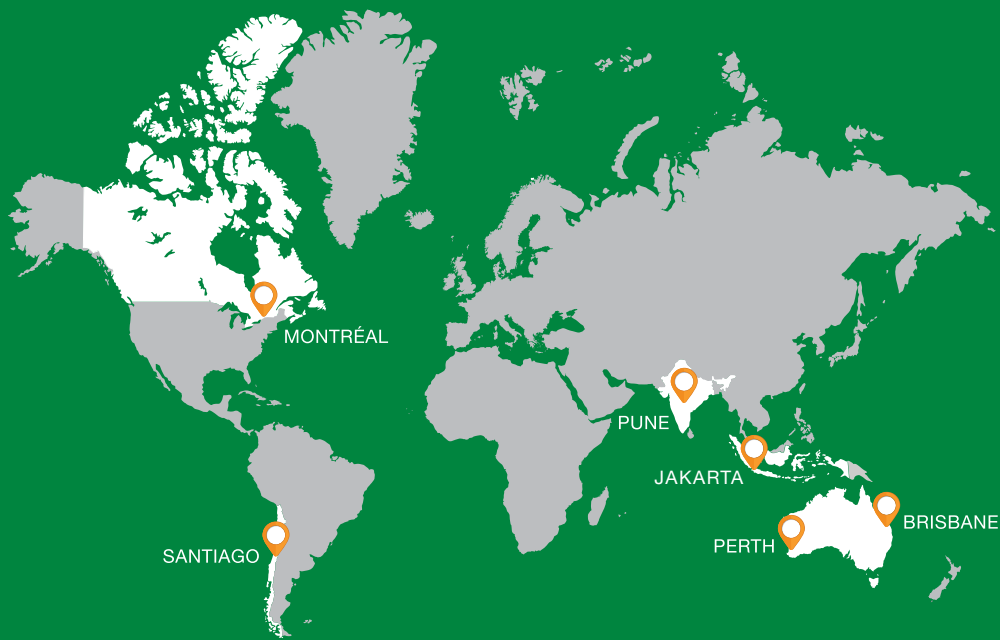 MONTRÉAL
PUNE
JAKARTA
BRISBANE
PERTH
SANTIAGO